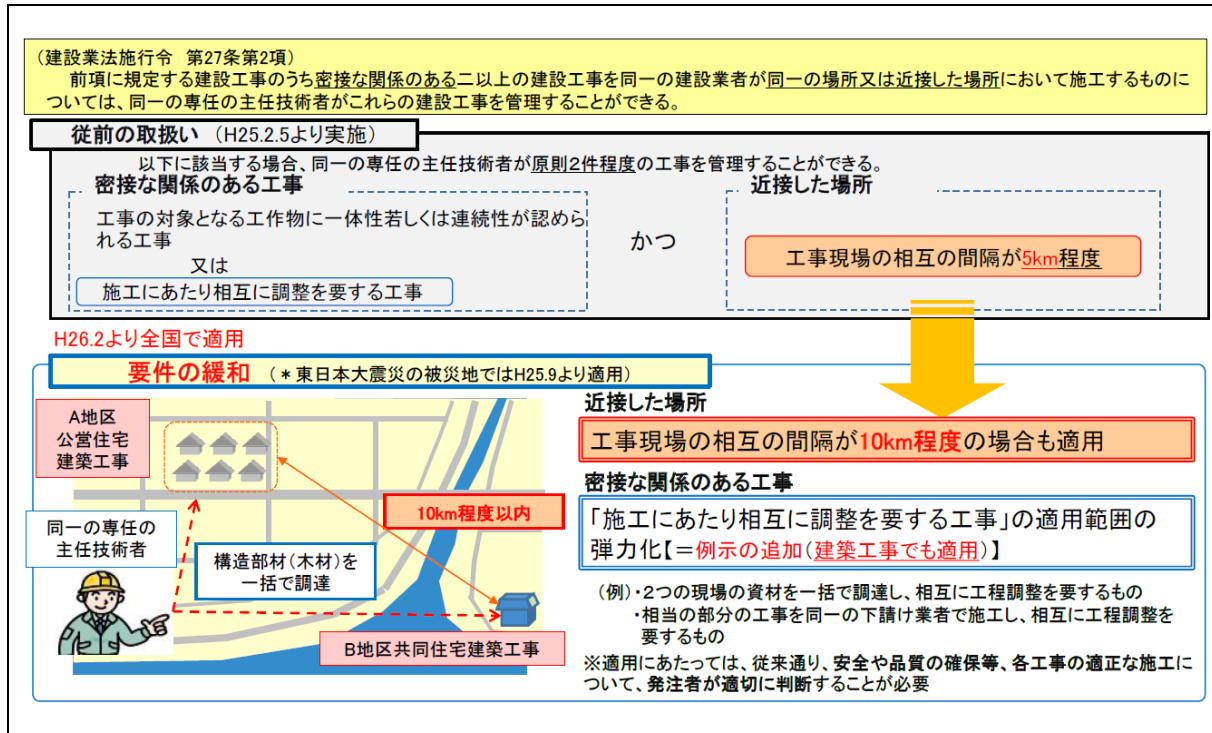 (建設業法施行令 第27条第2項)
前項に規定する建設工事のうち密接な関係のある二以上の建設工事を同一の建設業者が同一の場所又は近接した場所において施工するものに
ついては、同一の専任の主任技術者がこれらの建設工事を管理することができる。
従前の取扱い (H25.2.5より実施)
以下に該当する場合、同一の専任の主任技術者が原則2件程度の工事を管理することができる。
密接な関係のある工事
工事の対象となる工作物に一体性若しくは連続性が認めら
れる工事
又は
施工にあたり相互に調整を要する工事
かつ
近接した場所
工事現場の相互の間隔が5km程度
H26.2より全国で適用
要件の緩和 (*東日本大震災の被災地ではH25.9より適用)
A地区
公営住宅
建築工事
同一の専任の
主任技術者
構造部材(木材)を
一括で調達
10km程度以内
B地区共同住宅建築工事
近接した場所
工事現場の相互の間隔が10km程度の場合も適用
密接な関係のある工事
「施工にあたり相互に調整を要する工事」の適用範囲の
弾力化【=例示の追加(建築工事でも適用)】
(例)・2つの現場の資材を一括で調達し、相互に工程調整を要するもの
・相当の部分の工事を同一の下請け業者で施工し、相互に工程調整を
要するもの
※適用にあたっては、従来通り、安全や品質の確保等、各工事の適正な施工に
ついて、発注者が適切に判断することが必要